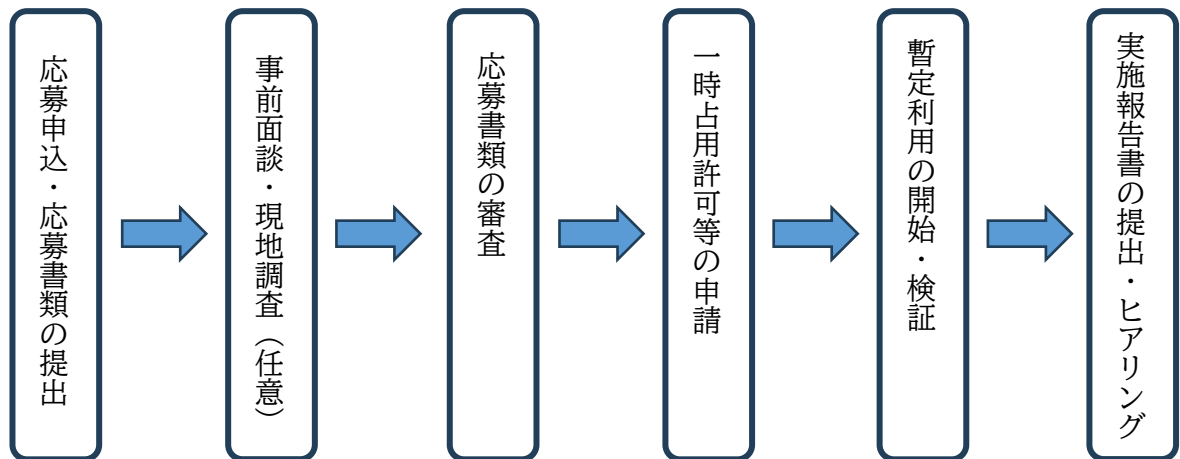 応募申込・応募書類の提出
事前面談・現地調査（任意）
応募書類の審査
一時占用許可等の申請
暫定利用の開始・検証
実施報告書の提出・ヒアリング